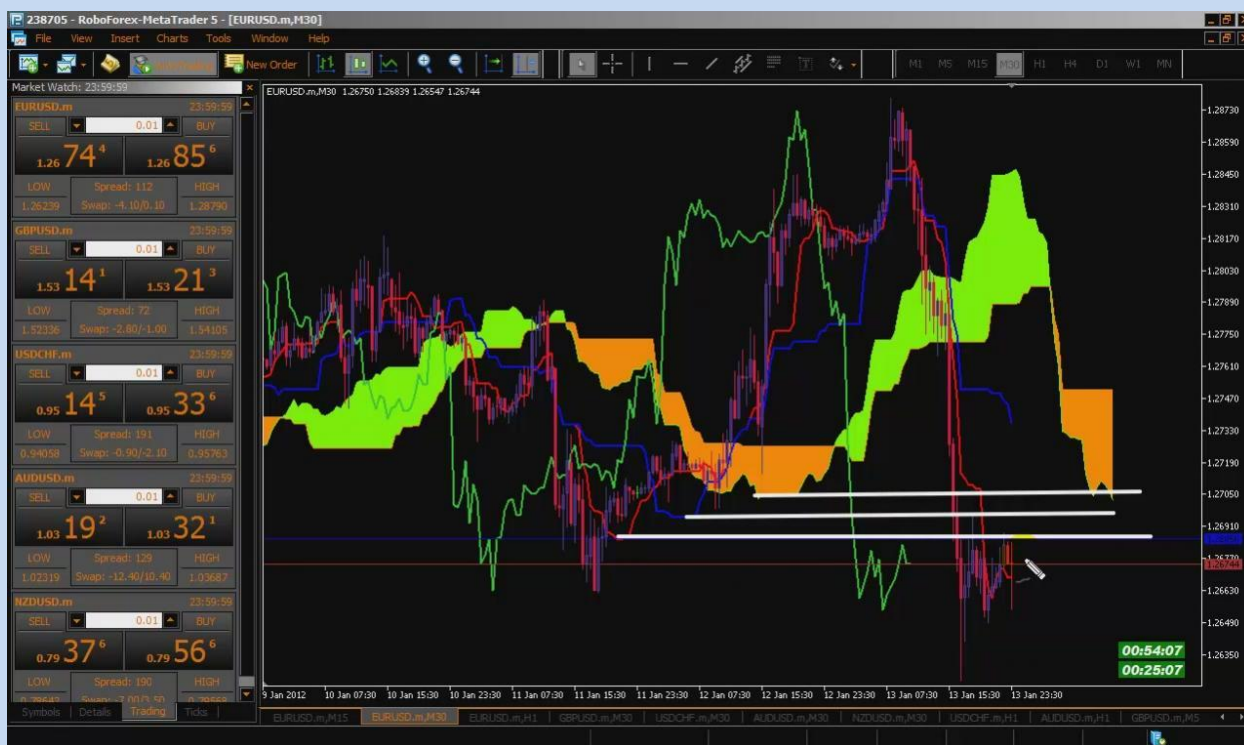 238705 - RoboForex-MetaTrader 5 - [EURUSD.m,M30]
File View Insert Charts Tools Window Help
New Order
M1 M5 M15 M30 H1 H4 D1 W1 MN
Market Watch: 23:59:59
EURUSD.m 23:59:59
SELL 0.01 BUY
1.26 74 4 1.26 85 6
LOW Spread: 112 HIGH
1.26239 Swap: -4.10/0.10 1.28790
GBPUSD.m 23:59:59
SELL 0.01 BUY
1.53 14 1 1.53 21 3
LOW Spread: 72 HIGH
1.52336 Swap: -2.80/-1.00 1.54105
USDCHF.m 23:59:59
SELL 0.01 BUY
0.95 14 5 0.95 33 6
LOW Spread: 191 HIGH
0.94058 Swap: -0.90/-2.10 0.95763
AUDUSD.m 23:59:59
SELL 0.01 BUY
1.03 19 2 1.03 32 1
LOW Spread: 129 HIGH
1.02319 Swap: -12.40/10.40 1.03687
NZDUSD.m 23:59:59
SELL 0.01 BUY
0.79 37 6 0.79 56 6
LOW Spread: 190 HIGH
Symbols Details Trading Ticks
EURUSD.m,M30 1.26750 1.26839 1.26547 1.26744
1.28730
1.28590
1.28450
1.28310
1.28170
1.28030
1.27890
1.27750
1.27610
1.27470
1.27330
1.27190
1.27050
1.26910
1.26770
1.26744
1.26630
1.26490
1.26350
00:54:07
00:25:07
9 Jan 2012 10 Jan 07:30 10 Jan 15:30 10 Jan 23:30 11 Jan 07:30 11 Jan 15:30 11 Jan 23:30 12 Jan 07:30 12 Jan 15:30 12 Jan 23:30 13 Jan 07:30 13 Jan 15:30 13 Jan 23:30
EURUSD.m,M15 EURUSD.m,M30 EURUSD.m,H1 GBPUSD.m,M30 USDCHF.m,M30 AUDUSD.m,M30 NZDUSD.m,M30 USDCHF.m,H1 AUDUSD.m,H1 GBPUSD.m,M5